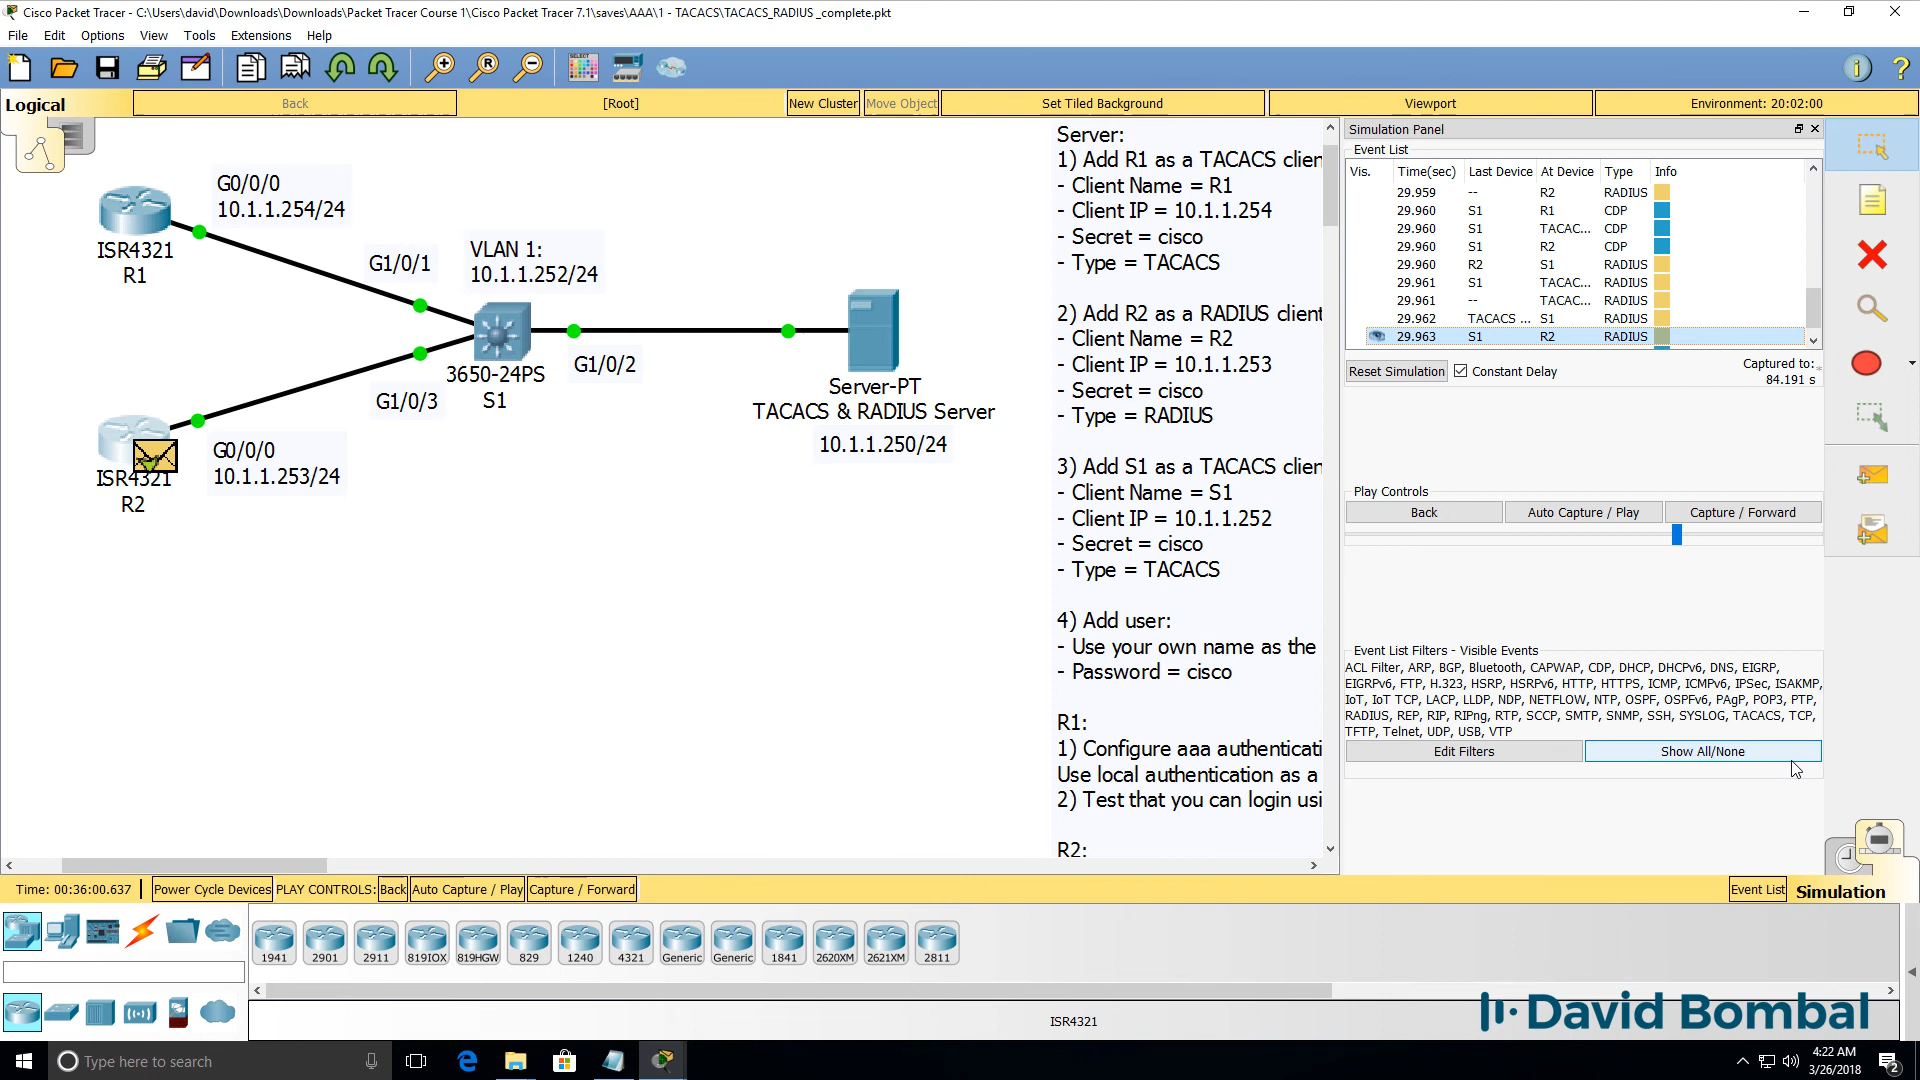 Cisco Packet Tracer - C:\Users\david\Downloads\Downloads\Packet Tracer Course 1\Cisco Packet Tracer 7.1\saves\AAA\1 - TACACS\TACACS_RADIUS _complete.pkt
File Edit Options View Tools Extensions Help
Logical Back [Root] New Cluster Move Object Set Tiled Background Viewport Environment: 20:02:00
G0/0/0
10.1.1.254/24
ISR4321
R1
G1/0/1
VLAN 1:
10.1.1.252/24
3650-24PS
S1
G1/0/2
G1/0/3
Server-PT
TACACS & RADIUS Server
10.1.1.250/24
G0/0/0
10.1.1.253/24
ISR4321
R2
Server:
1) Add R1 as a TACACS clien
- Client Name = R1
- Client IP = 10.1.1.254
- Secret = cisco
- Type = TACACS
2) Add R2 as a RADIUS client
- Client Name = R2
- Client IP = 10.1.1.253
- Secret = cisco
- Type = RADIUS
3) Add S1 as a TACACS clien
- Client Name = S1
- Client IP = 10.1.1.252
- Secret = cisco
- Type = TACACS
4) Add user:
- Use your own name as the
- Password = cisco
R1:
1) Configure aaa authenticati
Use local authentication as a
2) Test that you can login usi
R2:
Simulation Panel
Event List
Vis. Time(sec) Last Device At Device Type Info
29.959 -- R2 RADIUS
29.960 S1 R1 CDP
29.960 S1 TACAC... CDP
29.960 S1 R2 CDP
29.960 R2 S1 RADIUS
29.961 S1 TACAC... RADIUS
29.961 -- TACAC... RADIUS
29.962 TACACS ... S1 RADIUS
29.963 S1 R2 RADIUS
Reset Simulation Constant Delay Captured to:
84.191 s
Play Controls
Back Auto Capture / Play Capture / Forward
Event List Filters - Visible Events
ACL Filter, ARP, BGP, Bluetooth, CAPWAP, CDP, DHCP, DHCPv6, DNS, EIGRP,
EIGRPv6, FTP, H.323, HSRP, HSRPv6, HTTP, HTTPS, ICMP, ICMPv6, IPSec, ISAKMP,
IoT, IoT TCP, LACP, LLDP, NDP, NETFLOW, NTP, OSPF, OSPFv6, PAgP, POP3, PTP,
RADIUS, REP, RIP, RIPng, RTP, SCCP, SMTP, SNMP, SSH, SYSLOG, TACACS, TCP,
TFTP, Telnet, UDP, USB, VTP
Edit Filters Show All/None
Time: 00:36:00.637 Power Cycle Devices PLAY CONTROLS: Back Auto Capture / Play Capture / Forward Event List Simulation
1941 2901 2911 819IOX 819HGW 829 1240 4321 Generic Generic 1841 2620XM 2621XM 2811
ISR4321
David Bombal
Type here to search
4:22 AM
3/26/2018
2